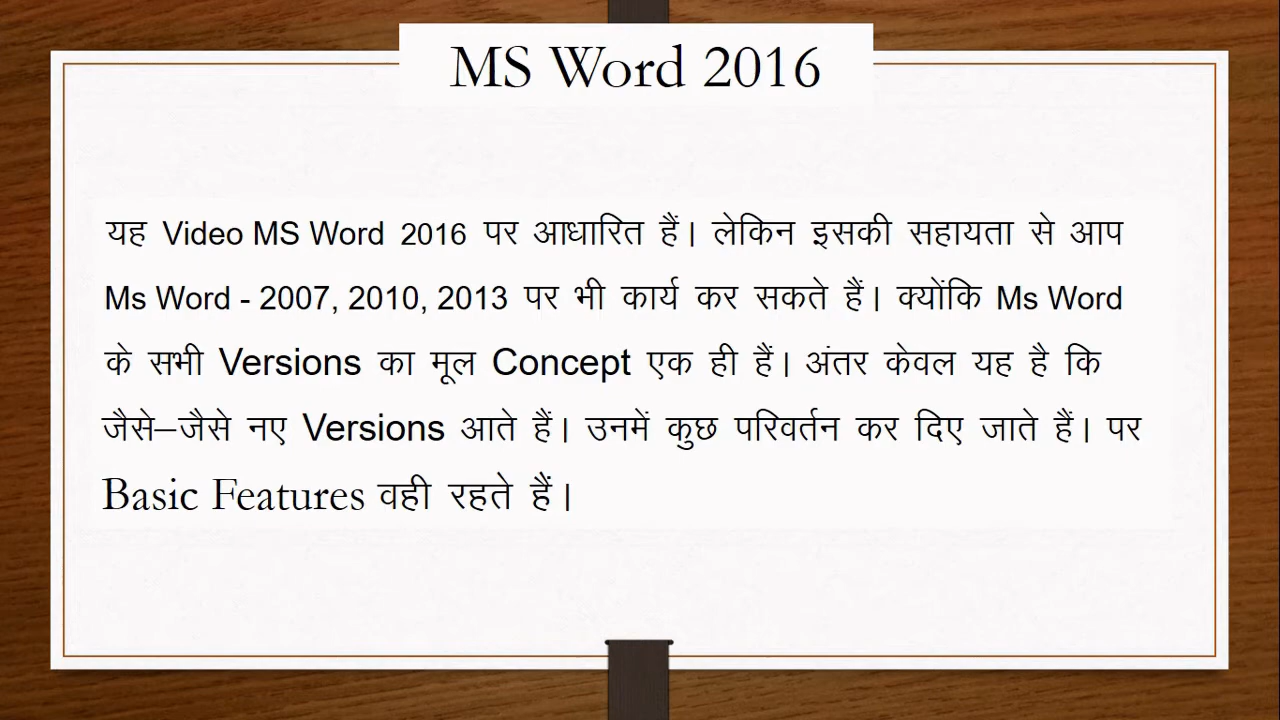 MS Word 2016
यह Video MS Word 2016 पर आधारित हैं। लेकिन इसकी सहायता से आप
Ms Word - 2007, 2010, 2013 पर भी कार्य कर सकते हैं। क्योंकि Ms Word
के सभी Versions का मूल Concept एक ही हैं। अंतर केवल यह है कि
जैसे–जैसे नए Versions आते हैं। उनमें कुछ परिवर्तन कर दिए जाते हैं। पर
Basic Features वही रहते हैं।